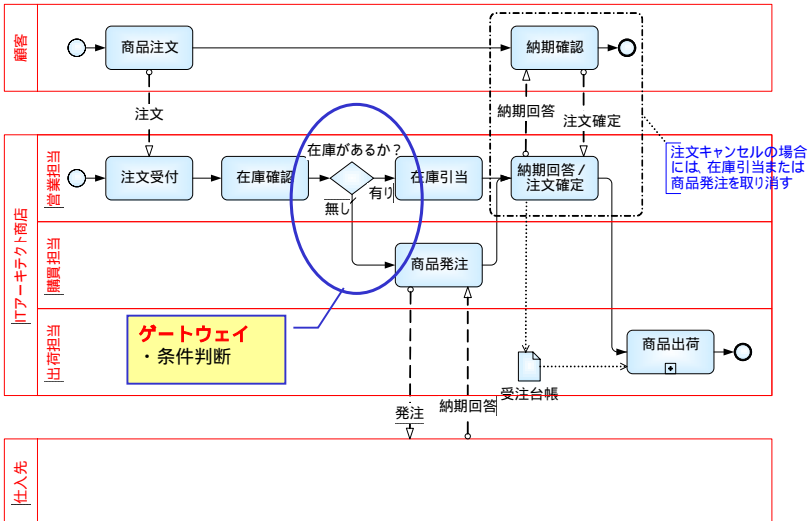 顧客
商品注文
納期確認
注文
納期回答
注文確定
注文キャンセルの場合
には、在庫引当または
商品発注を取り消す
ITアーキテクト商店
営業担当
在庫があるか?
注文受付
在庫確認
有り
無し
在庫引当
納期回答/
注文確定
購買担当
商品発注
出荷担当
ゲートウェイ
・条件判断
商品出荷
受注台帳
発注
納期回答
仕入先